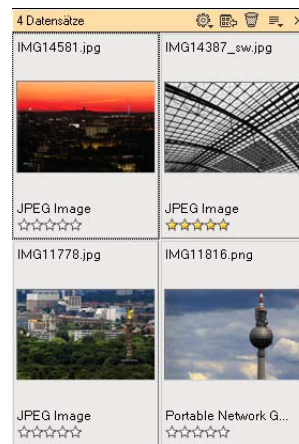 4 Datensätze
IMG14581.jpg
IMG14387_sw.jpg
JPEG Image
JPEG Image
IMG11778.jpg
IMG11816.png
JPEG Image
Portable Network G...